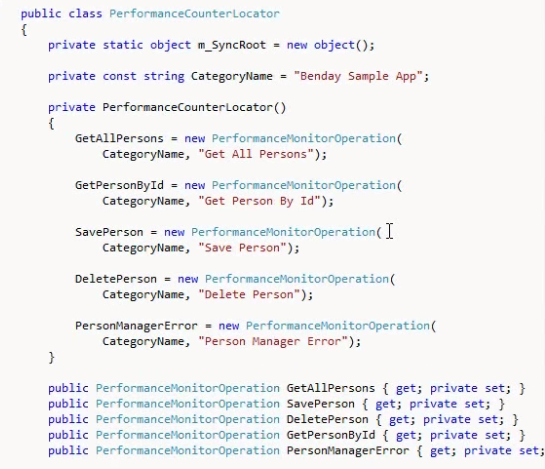 public class PerformanceCounterLocator
{
    private static object m_SyncRoot = new object();

    private const string CategoryName = "Benday Sample App";

    private PerformanceCounterLocator()
    {
        GetAllPersons = new PerformanceMonitorOperation(
            CategoryName, "Get All Persons");

        GetPersonById = new PerformanceMonitorOperation(
            CategoryName, "Get Person By Id");

        SavePerson = new PerformanceMonitorOperation(
            CategoryName, "Save Person");

        DeletePerson = new PerformanceMonitorOperation(
            CategoryName, "Delete Person");

        PersonManagerError = new PerformanceMonitorOperation(
            CategoryName, "Person Manager Error");
    }

    public PerformanceMonitorOperation GetAllPersons { get; private set; }
    public PerformanceMonitorOperation SavePerson { get; private set; }
    public PerformanceMonitorOperation DeletePerson { get; private set; }
    public PerformanceMonitorOperation GetPersonById { get; private set; }
    public PerformanceMonitorOperation PersonManagerError { get; private set;